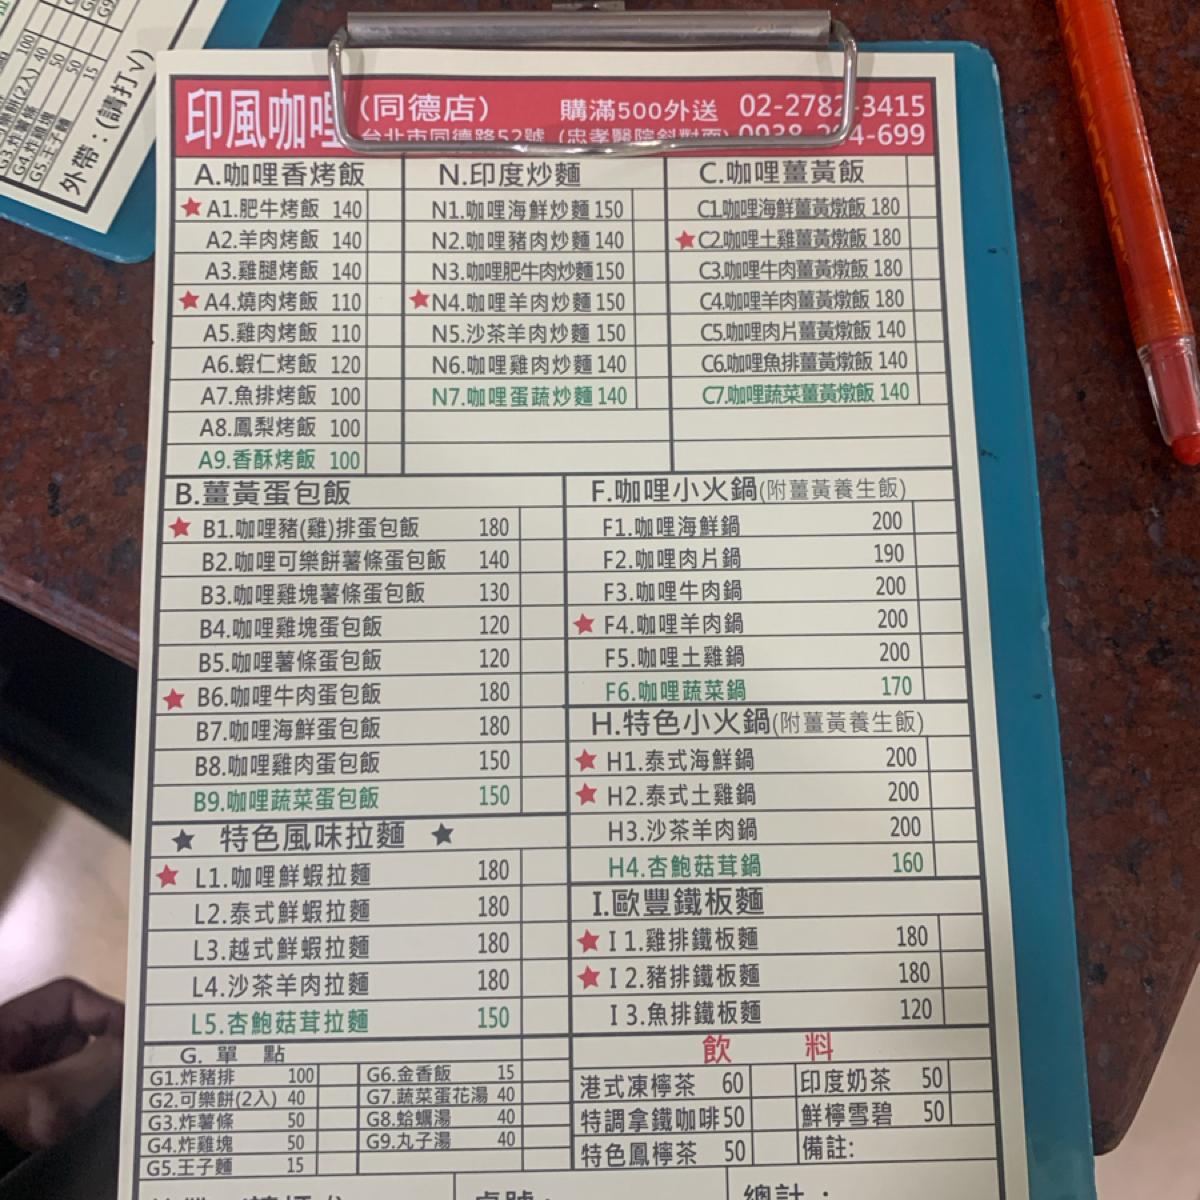 印風咖哩(同德店) 購滿500外送 02-2782-3415
台北市同德路52號 (忠孝醫院斜對面)
A.咖哩香烤飯
★A1.肥牛烤飯 140
A2.羊肉烤飯 140
A3.雞腿烤飯 140
★A4.燒肉烤飯 110
A5.雞肉烤飯 110
A6.蝦仁烤飯 120
A7.魚排烤飯 100
A8.鳳梨烤飯 100
A9.香酥烤飯 100
N.印度炒麵
N1.咖哩海鮮炒麵 150
N2.咖哩豬肉炒麵 140
N3.咖哩肥牛肉炒麵 150
★N4.咖哩羊肉炒麵 150
N5.沙茶羊肉炒麵 150
N6.咖哩雞肉炒麵 140
N7.咖哩蛋蔬炒麵 140
C.咖哩薑黃飯
C1.咖哩海鮮薑黃燉飯 180
★C2.咖哩土雞薑黃燉飯 180
C3.咖哩牛肉薑黃燉飯 180
C4.咖哩羊肉薑黃燉飯 180
C5.咖哩肉片薑黃燉飯 140
C6.咖哩魚排薑黃燉飯 140
C7.咖哩蔬菜薑黃燉飯 140
B.薑黃蛋包飯
★B1.咖哩豬(雞)排蛋包飯 180
B2.咖哩可樂餅薯條蛋包飯 140
B3.咖哩雞塊薯條蛋包飯 130
B4.咖哩雞塊蛋包飯 120
B5.咖哩薯條蛋包飯 120
★B6.咖哩牛肉蛋包飯 180
B7.咖哩海鮮蛋包飯 180
B8.咖哩雞肉蛋包飯 150
B9.咖哩蔬菜蛋包飯 150
★ 特色風味拉麵 ★
★L1.咖哩鮮蝦拉麵 180
L2.泰式鮮蝦拉麵 180
L3.越式鮮蝦拉麵 180
L4.沙茶羊肉拉麵 180
L5.杏鮑菇茸拉麵 150
F.咖哩小火鍋(附薑黃養生飯)
F1.咖哩海鮮鍋 200
F2.咖哩肉片鍋 190
F3.咖哩牛肉鍋 200
★F4.咖哩羊肉鍋 200
F5.咖哩土雞鍋 200
F6.咖哩蔬菜鍋 170
H.特色小火鍋(附薑黃養生飯)
★H1.泰式海鮮鍋 200
★H2.泰式土雞鍋 200
H3.沙茶羊肉鍋 200
H4.杏鮑菇茸鍋 160
I.歐豐鐵板麵
★I 1.雞排鐵板麵 180
★I 2.豬排鐵板麵 180
I 3.魚排鐵板麵 120
G.單 點
G1.炸豬排 100
G2.可樂餅(2入) 40
G3.炸薯條 50
G4.炸雞塊 50
G5.王子麵 15
G6.金香飯 15
G7.蔬菜蛋花湯 40
G8.蛤蠣湯 40
G9.丸子湯 40
飲 料
港式凍檸茶 60
特調拿鐵咖啡 50
特色鳳檸茶 50
印度奶茶 50
鮮檸雪碧 50
備註:
桌號:
總計:
G3.炸薯條 50
G4.炸雞塊 50
G5.王子麵 15
外帶:(請打√)